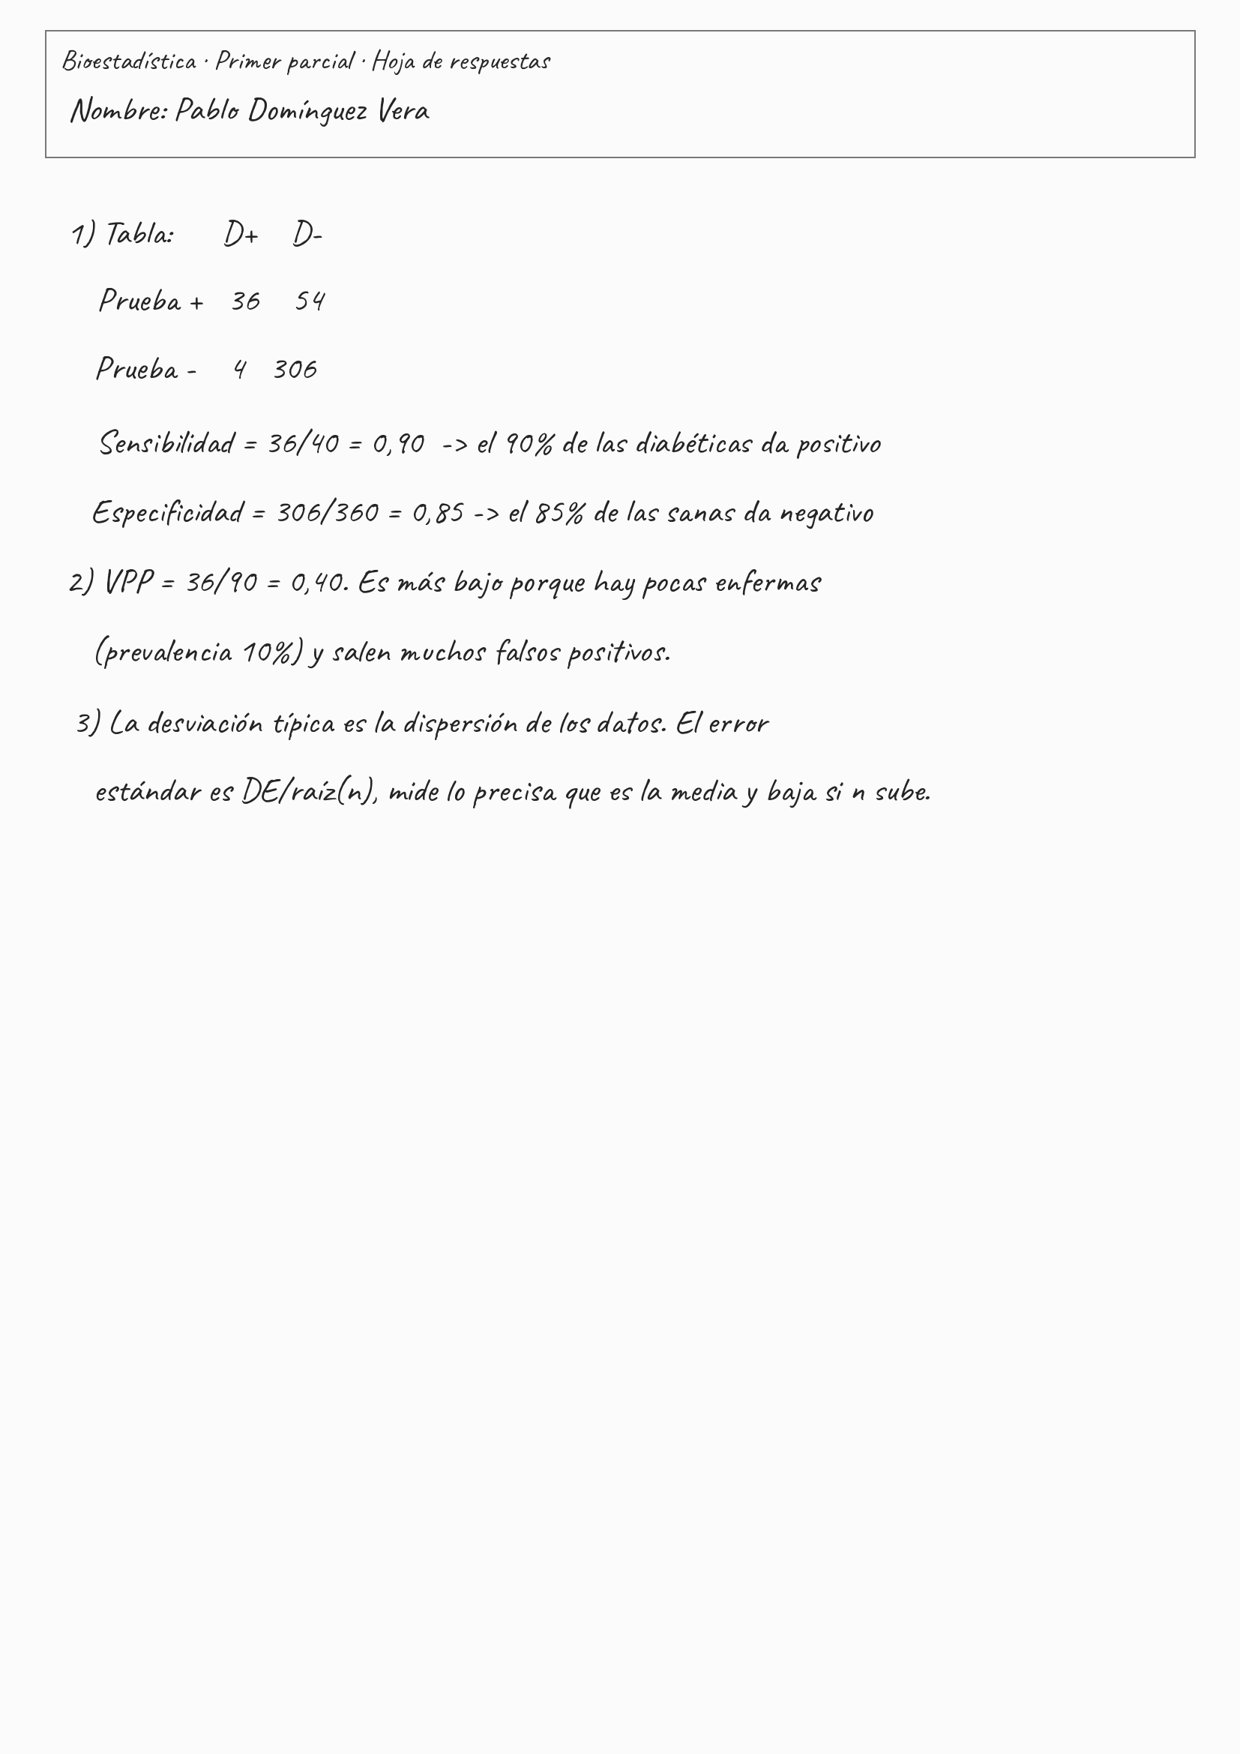 Bioestadística · Primer parcial · Hoja de respuestas
Nombre: Pablo Domínguez Vera
1) Tabla: D+ D-
Prueba + 36 54
Prueba - 4 306
Sensibilidad = 36/40 = 0,90 -> el 90% de las diabéticas da positivo
Especificidad = 306/360 = 0,85 -> el 85% de las sanas da negativo
2) VPP = 36/90 = 0,40. Es más bajo porque hay pocas enfermas
(prevalencia 10%) y salen muchos falsos positivos.
3) La desviación típica es la dispersión de los datos. El error
estándar es DE/raíz(n), mide lo precisa que es la media y baja si n sube.